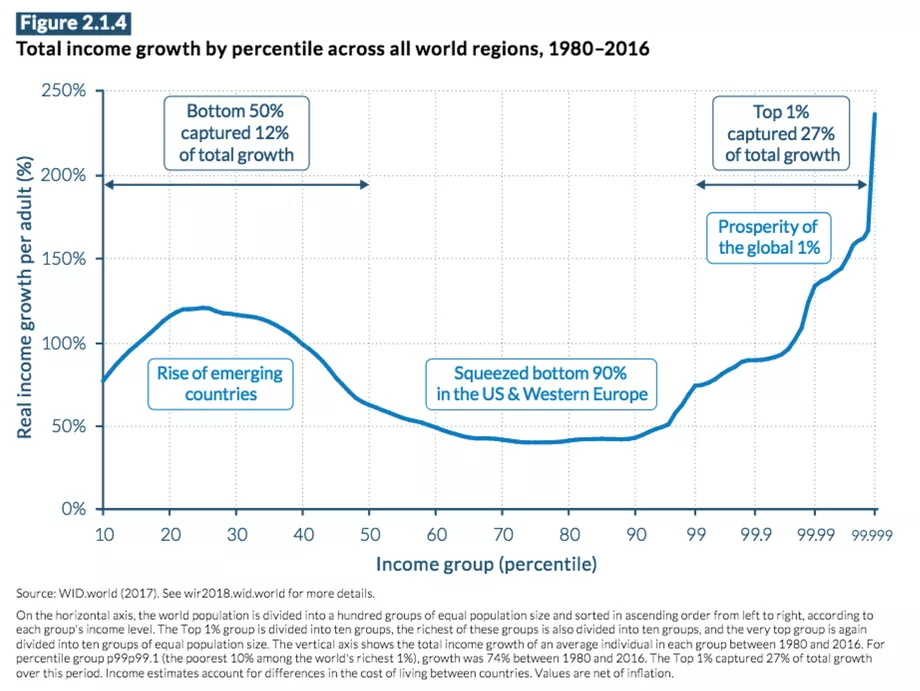 Figure 2.1.4
Total income growth by percentile across all world regions, 1980–2016
Real income growth per adult (%)
250%
200%
150%
100%
50%
0%
Bottom 50%
captured 12%
of total growth
Top 1%
captured 27%
of total growth
Prosperity of
the global 1%
Rise of emerging
countries
Squeezed bottom 90%
in the US & Western Europe
10 20 30 40 50 60 70 80 90 99 99.9 99.99 99.999
Income group (percentile)
Source: WID.world (2017). See wir2018.wid.world for more details.
On the horizontal axis, the world population is divided into a hundred groups of equal population size and sorted in ascending order from left to right, according to
each group's income level. The Top 1% group is divided into ten groups, the richest of these groups is also divided into ten groups, and the very top group is again
divided into ten groups of equal population size. The vertical axis shows the total income growth of an average individual in each group between 1980 and 2016. For
percentile group p99p99.1 (the poorest 10% among the world's richest 1%), growth was 74% between 1980 and 2016. The Top 1% captured 27% of total growth
over this period. Income estimates account for differences in the cost of living between countries. Values are net of inflation.